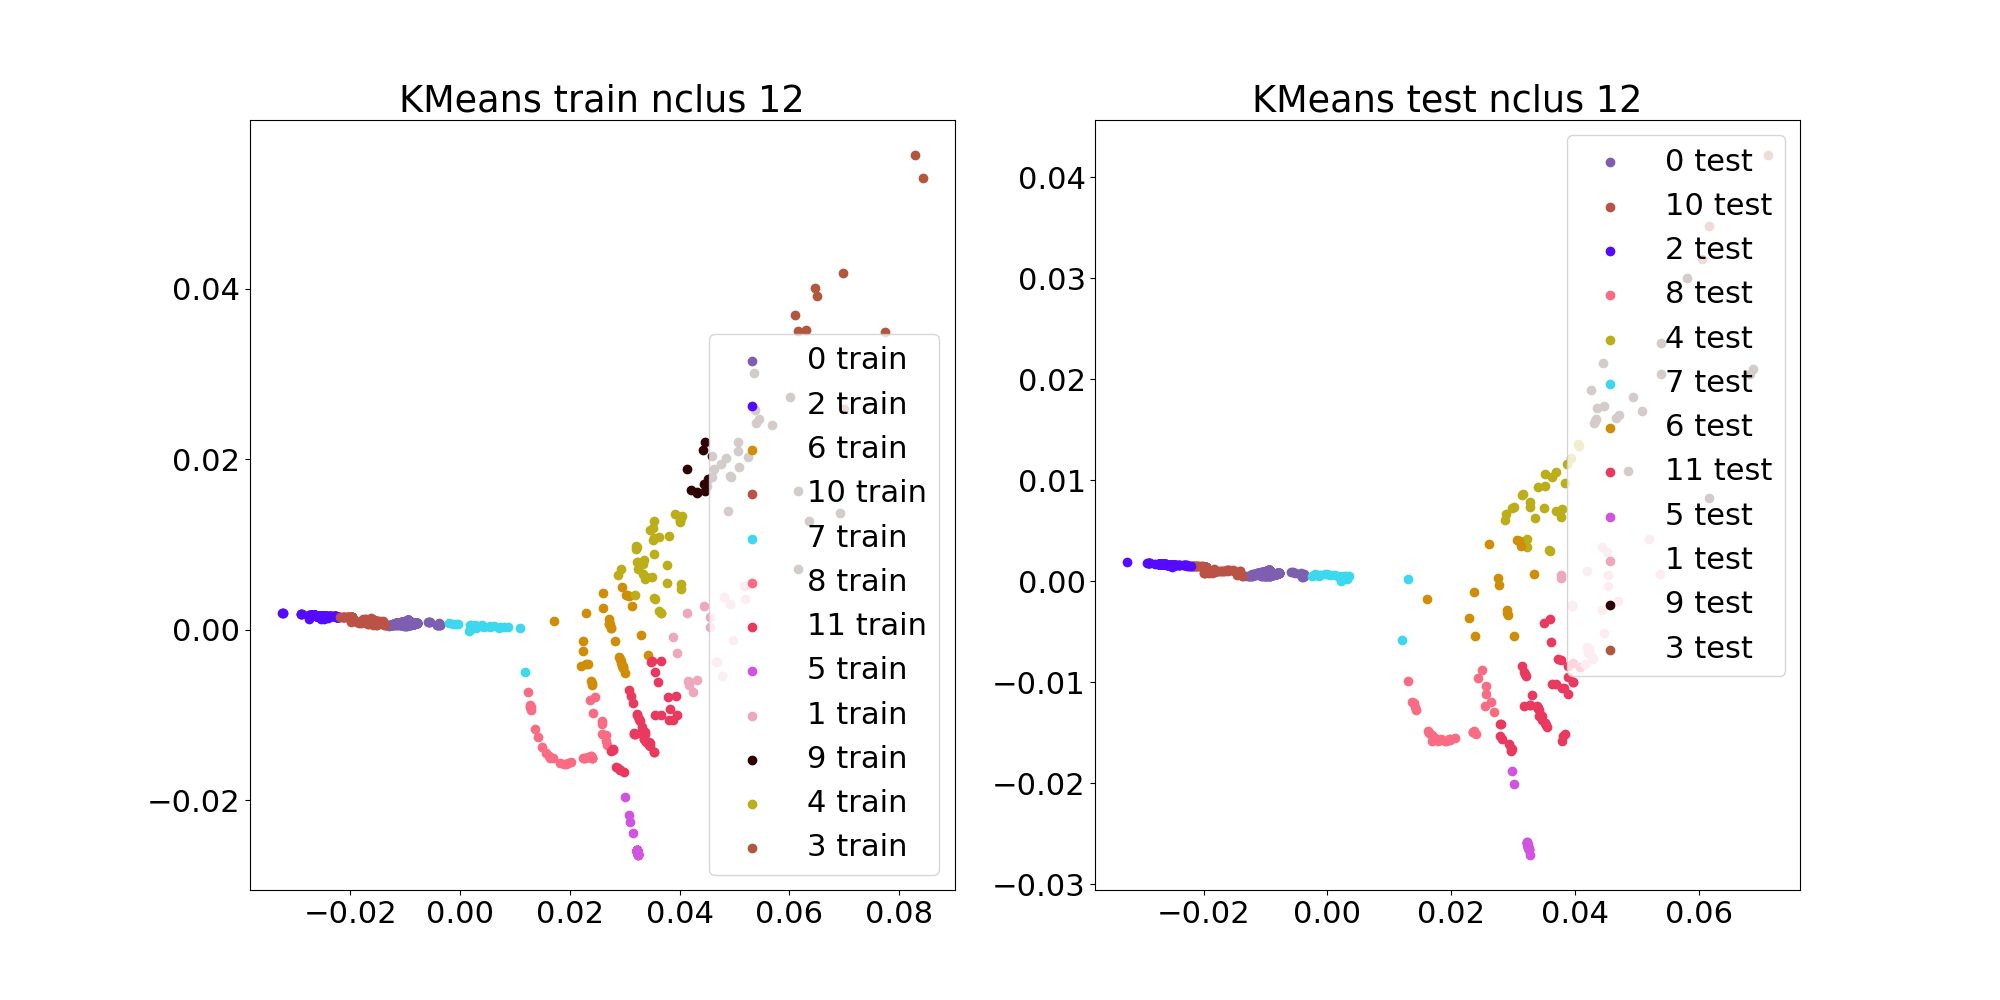 KMeans train nclus 12
0.04
0.02
0.00
−0.02
−0.02 0.00 0.02 0.04 0.06 0.08
0 train
2 train
6 train
10 train
7 train
8 train
11 train
5 train
1 train
9 train
4 train
3 train
KMeans test nclus 12
0.04
0.03
0.02
0.01
0.00
−0.01
−0.02
−0.03
−0.02 0.00 0.02 0.04 0.06
0 test
10 test
2 test
8 test
4 test
7 test
6 test
11 test
5 test
1 test
9 test
3 test